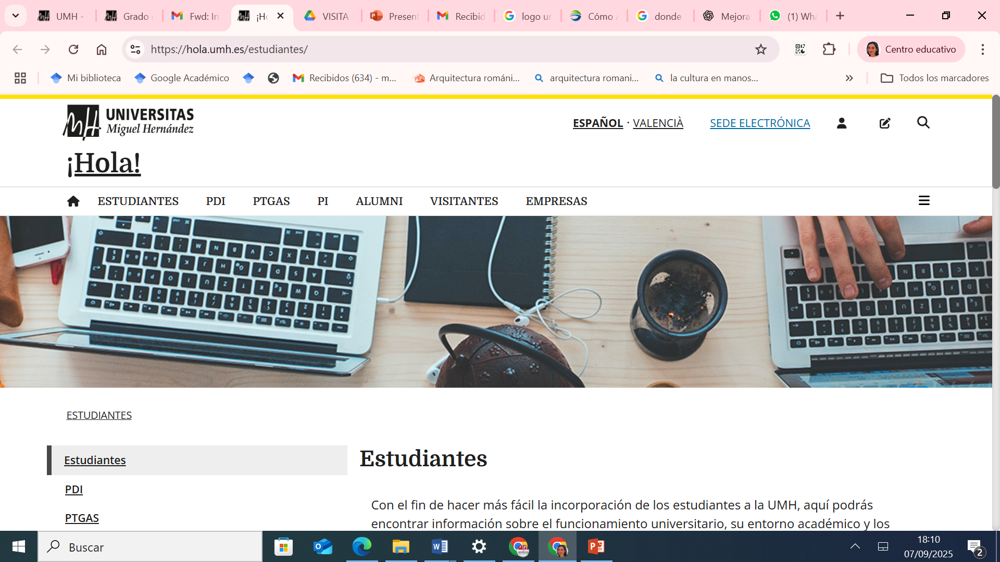 UMH -
Grado
Fwd: In
¡Ho
VISITA
Present
Recibid
logo ur
Cómo
donde
Mejora
(1) Wha
https://hola.umh.es/estudiantes/
Centro educativo
Mi biblioteca
Google Académico
Recibidos (634) - m...
Arquitectura románi...
arquitectura romani...
la cultura en manos...
Todos los marcadores
UNIVERSITAS
Miguel Hernández
ESPAÑOL · VALENCIÀ
SEDE ELECTRÓNICA
¡Hola!
ESTUDIANTES
PDI
PTGAS
PI
ALUMNI
VISITANTES
EMPRESAS
ESTUDIANTES
Estudiantes
PDI
PTGAS
Estudiantes
Con el fin de hacer más fácil la incorporación de los estudiantes a la UMH, aquí podrás
encontrar información sobre el funcionamiento universitario, su entorno académico y los
Buscar
18:10
07/09/2025
2